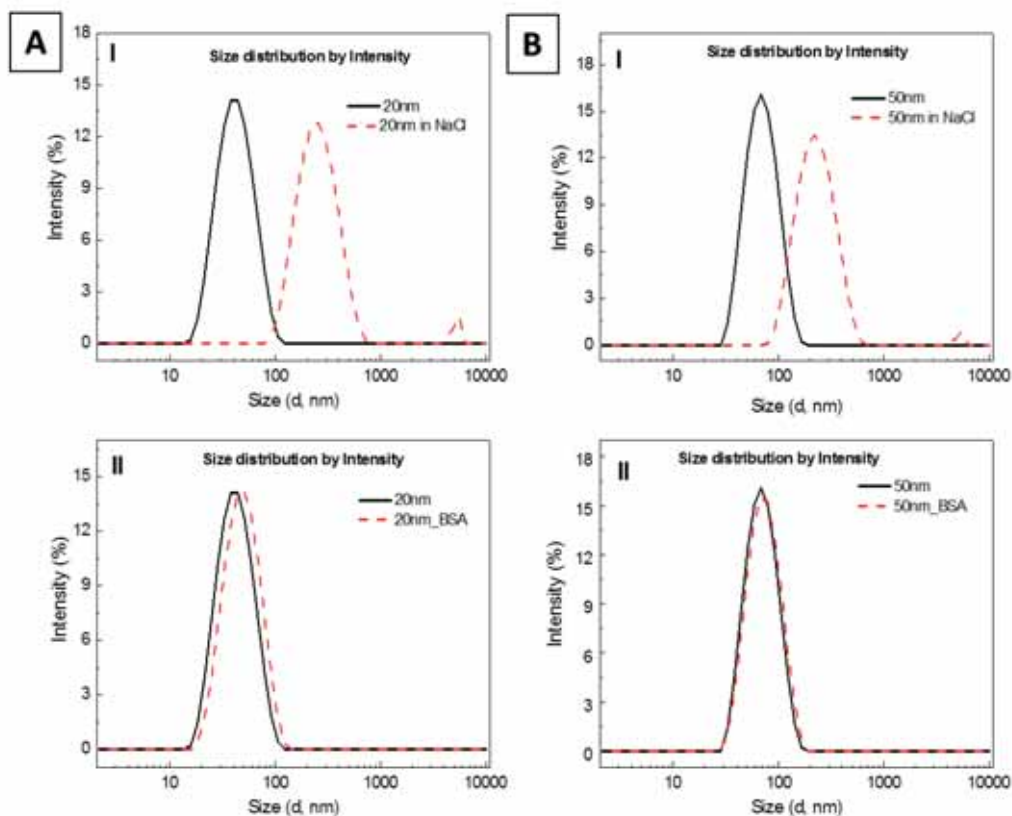 A
I
Size distribution by Intensity
20nm
20nm in NaCl
Intensity (%)
18
15
12
9
6
3
0
10
100
1000
10000
Size (d, nm)
B
I
Size distribution by Intensity
50nm
50nm in NaCl
Intensity (%)
18
15
12
9
6
3
0
10
100
1000
10000
Size (d, nm)
II
Size distribution by Intensity
20nm
20nm_BSA
Intensity (%)
15
12
9
6
3
0
10
100
1000
10000
Size (d, nm)
II
Size distribution by Intensity
50nm
50nm_BSA
Intensity (%)
18
15
12
9
6
3
0
10
100
1000
10000
Size (d, nm)